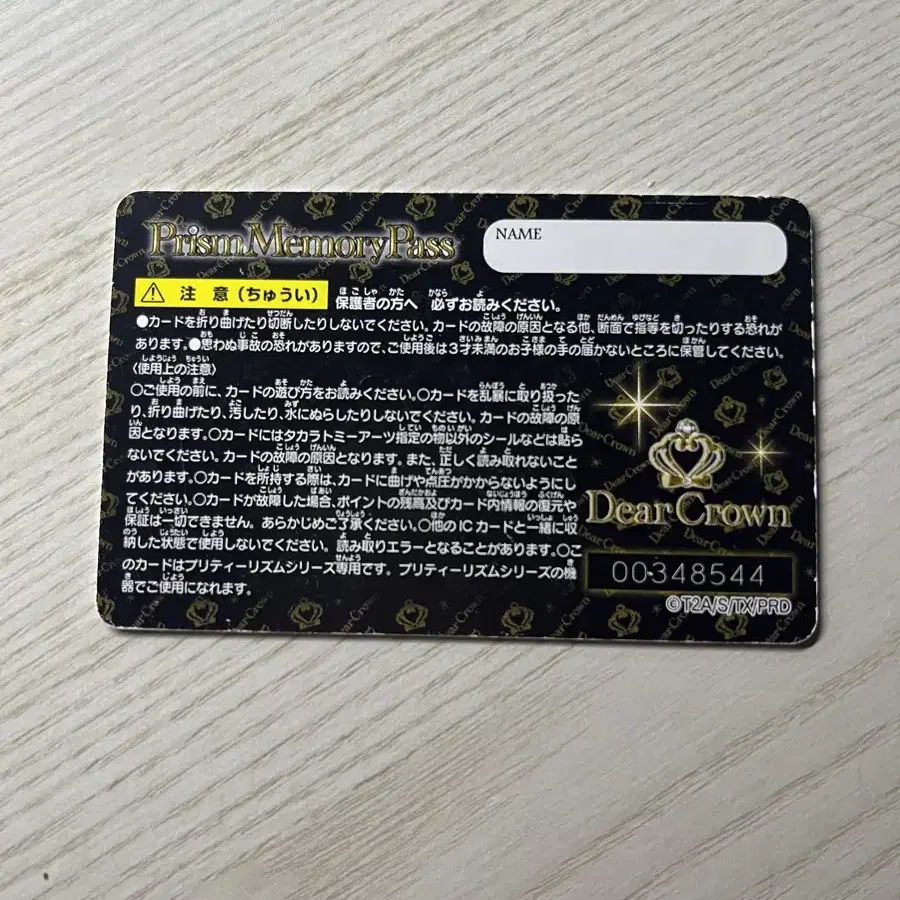 Prism Memory Pass
NAME
注 意（ちゅうい）
保護者の方へ 必ずお読みください。
●カードを折り曲げたり切断したりしないでください。カードの故障の原因となる他、断面で指等を切ったりする恐れが
あります。●思わぬ事故の恐れがありますので、ご使用後は3才未満のお子様の手の届かないところに保管してください。
〈使用上の注意〉
○ご使用の前に、カードの遊び方をお読みください。○カードを乱暴に取り扱った
り、折り曲げたり、汚したり、水にぬらしたりしないでください。カードの故障の原
因となります。○カードにはタカラトミーアーツ指定の物以外のシールなどは貼ら
ないでください。カードの故障の原因となります。また、正しく読み取れないこと
があります。○カードを所持する際は、カードに曲げや点圧がかからないようにし
てください。○カードが故障した場合、ポイントの残高及びカード内情報の復元や
保証は一切できません。あらかじめご了承ください。○他のICカードと一緒に収
納した状態で使用しないでください。読み取りエラーとなることがあります。○こ
のカードはプリティーリズムシリーズ専用です。プリティーリズムシリーズの機
器でご使用になれます。
Dear Crown
00-348544
©T2A/S/TX/PRD